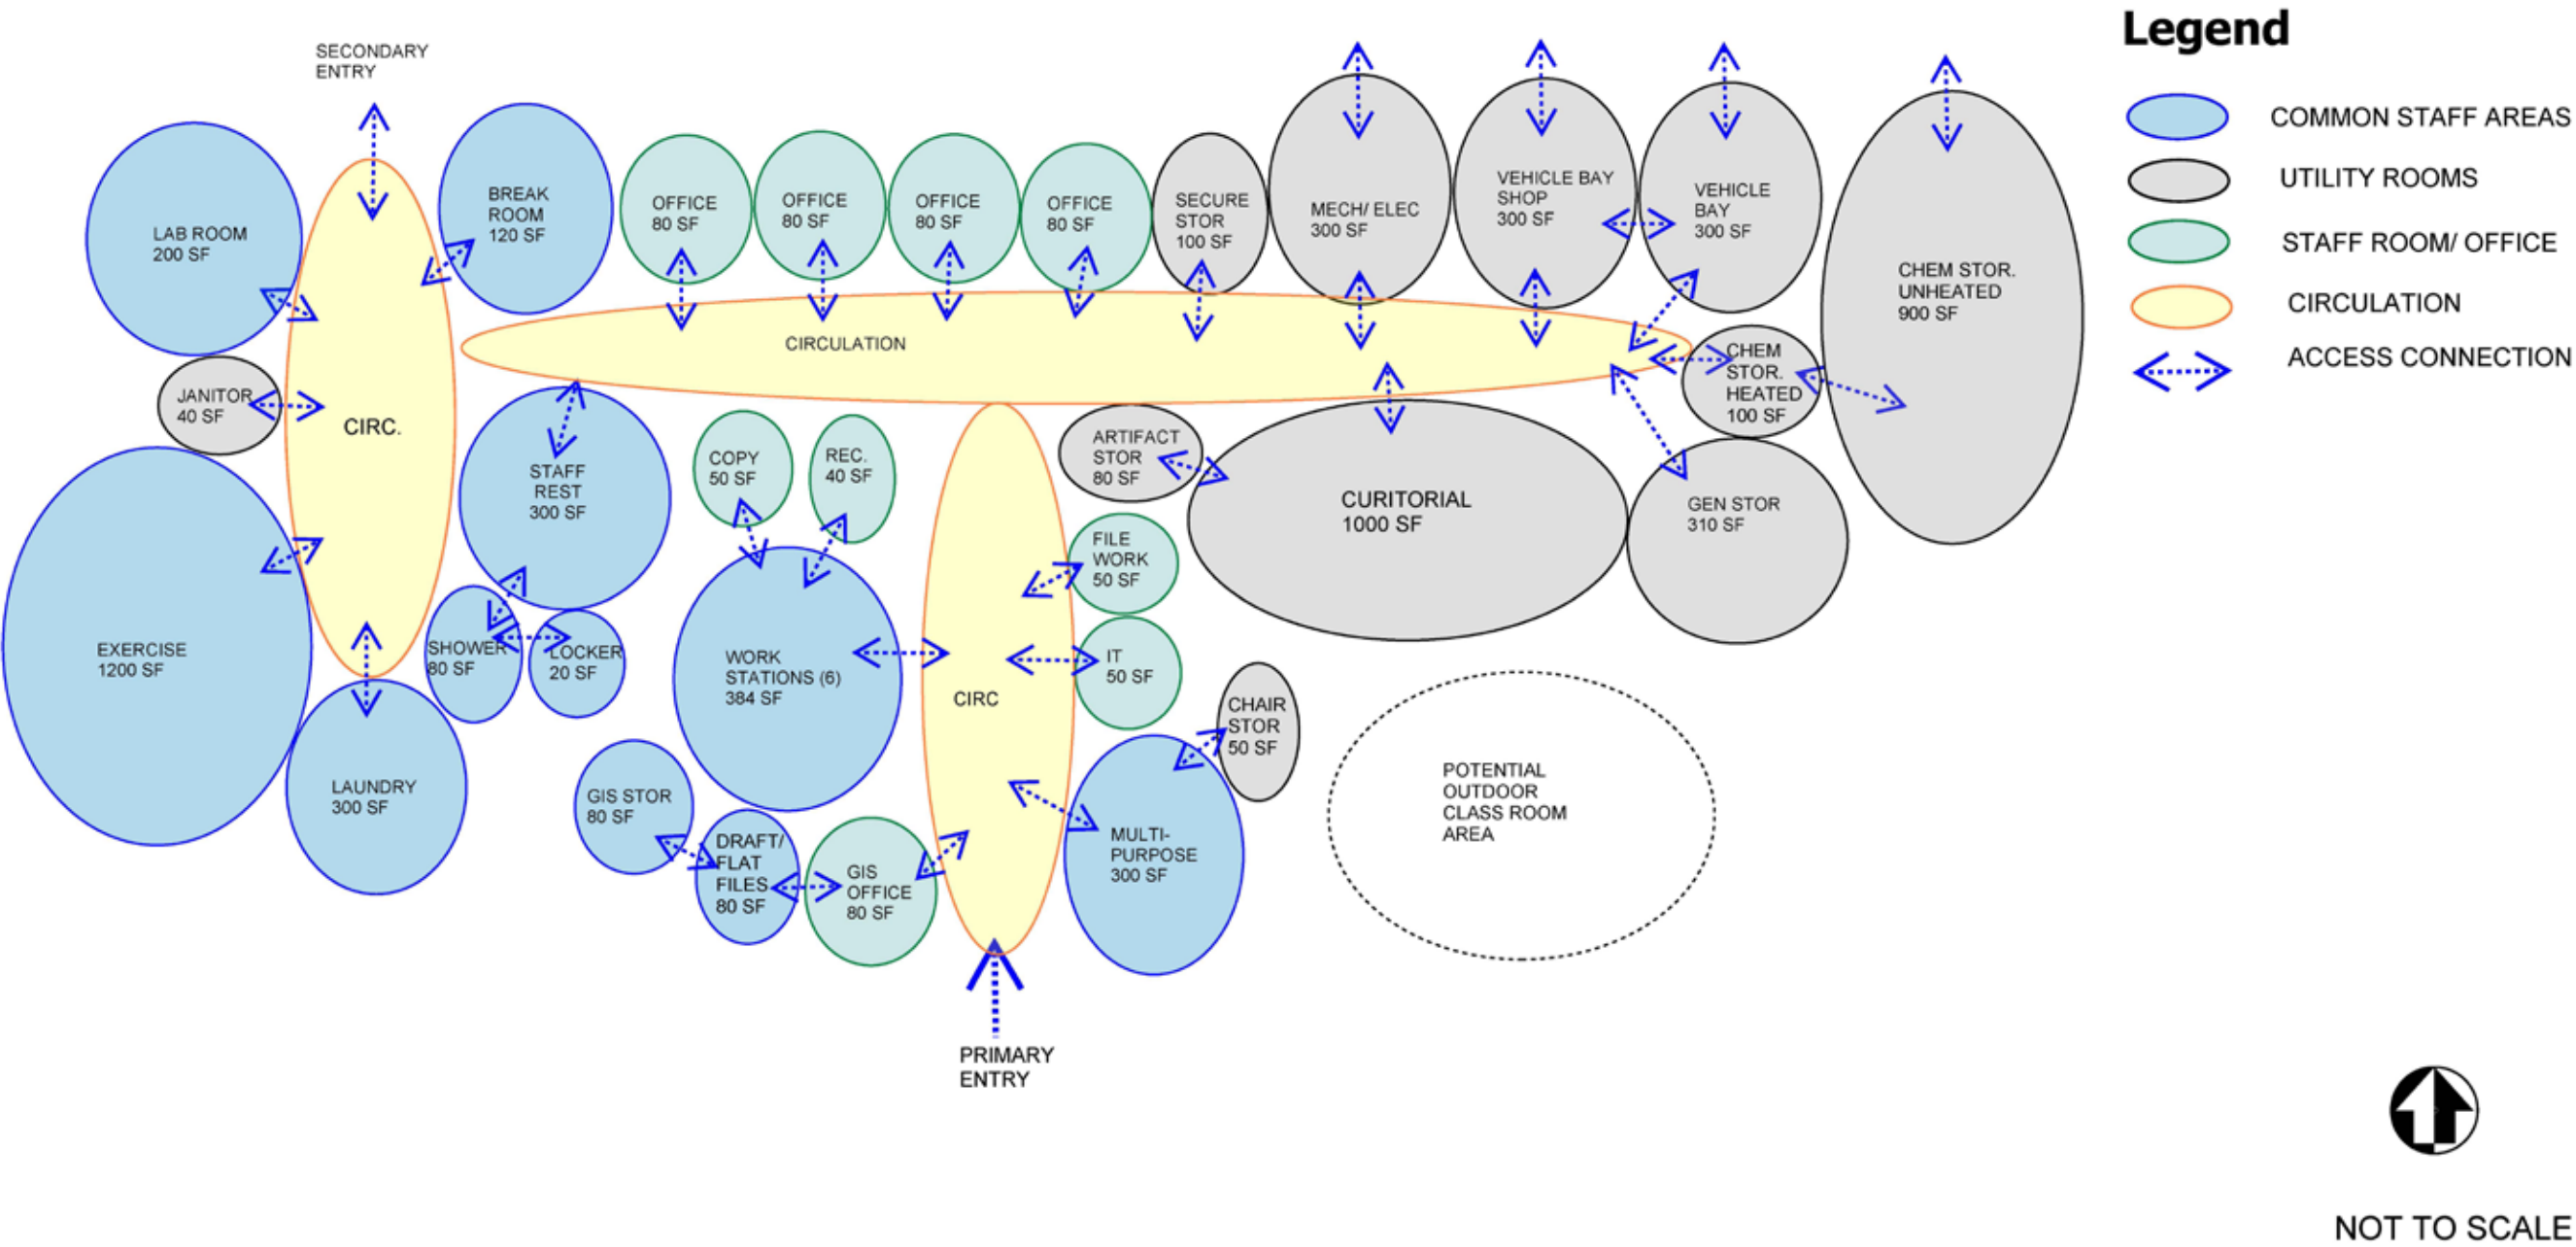 Legend
COMMON STAFF AREAS
UTILITY ROOMS
STAFF ROOM/ OFFICE
CIRCULATION
ACCESS CONNECTION
SECONDARY
ENTRY
LAB ROOM
200 SF
BREAK
ROOM
120 SF
OFFICE
80 SF
OFFICE
80 SF
OFFICE
80 SF
OFFICE
80 SF
SECURE
STOR
100 SF
MECH/ ELEC
300 SF
VEHICLE BAY
SHOP
300 SF
VEHICLE
BAY
300 SF
CHEM STOR.
UNHEATED
900 SF
JANITOR
40 SF
CIRC.
CIRCULATION
CHEM
STOR.
HEATED
100 SF
STAFF
REST
300 SF
COPY
50 SF
REC.
40 SF
ARTIFACT
STOR
80 SF
CURITORIAL
1000 SF
GEN STOR
310 SF
FILE
WORK
50 SF
EXERCISE
1200 SF
SHOWER
80 SF
LOCKER
20 SF
WORK
STATIONS (6)
384 SF
CIRC
IT
50 SF
CHAIR
STOR
50 SF
LAUNDRY
300 SF
GIS STOR
80 SF
DRAFT/
FLAT
FILES
80 SF
GIS
OFFICE
80 SF
MULTI-
PURPOSE
300 SF
POTENTIAL
OUTDOOR
CLASS ROOM
AREA
PRIMARY
ENTRY
NOT TO SCALE